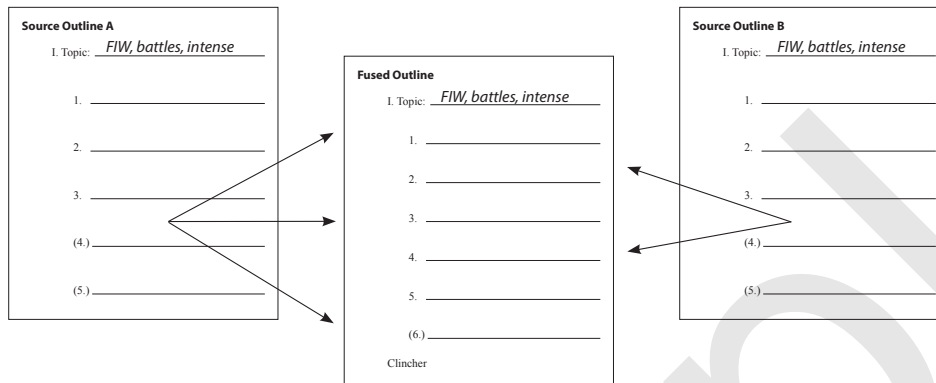 Source Outline A
I. Topic: FIW, battles, intense
1.
2.
3.
(4.)
(5.)
Fused Outline
I. Topic: FIW, battles, intense
1.
2.
3.
4.
5.
(6.)
Clincher
Source Outline B
I. Topic: FIW, battles, intense
1.
2.
3.
(4.)
(5.)